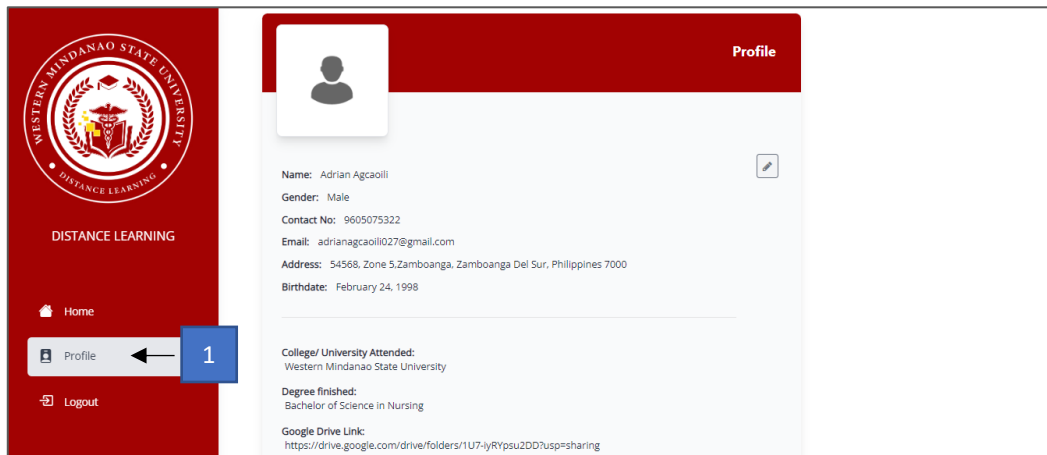 WESTERN MINDANAO STATE UNIVERSITY
DISTANCE LEARNING
DISTANCE LEARNING
Home
Profile
1
Logout
Profile
Name: Adrian Agcaoili
Gender: Male
Contact No: 9605075322
Email: adrianagcaoili027@gmail.com
Address: 54568, Zone 5,Zamboanga, Zamboanga Del Sur, Philippines 7000
Birthdate: February 24, 1998
College/ University Attended:
Western Mindanao State University
Degree finished:
Bachelor of Science in Nursing
Google Drive Link:
https://drive.google.com/drive/folders/1U7-iyRYpsu2DD?usp=sharing